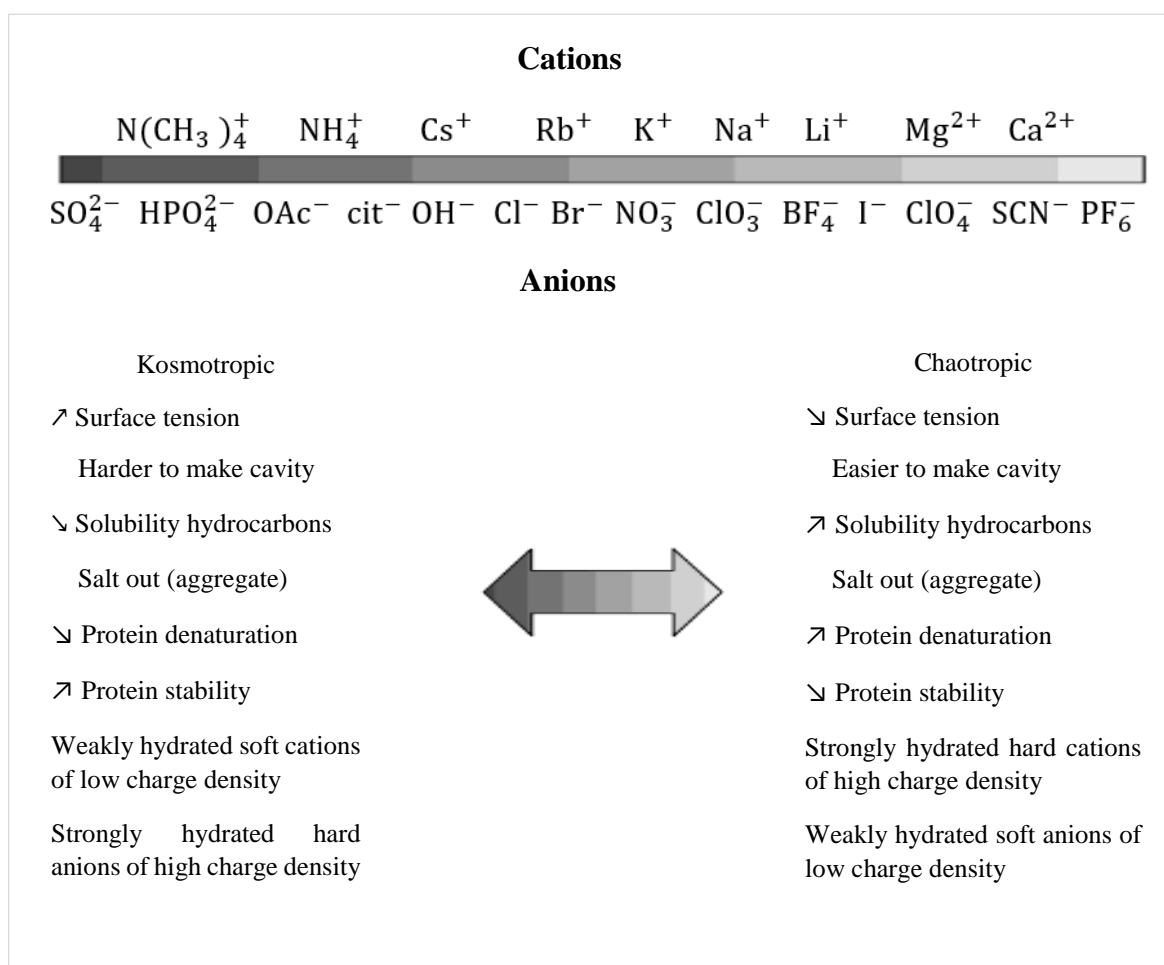 Cations
N(CH₃ )₄⁺ NH₄⁺ Cs⁺ Rb⁺ K⁺ Na⁺ Li⁺ Mg²⁺ Ca²⁺
SO₄²⁻ HPO₄²⁻ OAc⁻ cit⁻ OH⁻ Cl⁻ Br⁻ NO₃⁻ ClO₃⁻ BF₄⁻ I⁻ ClO₄⁻ SCN⁻ PF₆⁻
Anions
Kosmotropic
↗ Surface tension
Harder to make cavity
↘ Solubility hydrocarbons
Salt out (aggregate)
↘ Protein denaturation
↗ Protein stability
Weakly hydrated soft cations
of low charge density
Strongly hydrated hard
anions of high charge density
Chaotropic
↘ Surface tension
Easier to make cavity
↗ Solubility hydrocarbons
Salt out (aggregate)
↗ Protein denaturation
↘ Protein stability
Strongly hydrated hard cations
of high charge density
Weakly hydrated soft anions of
low charge density